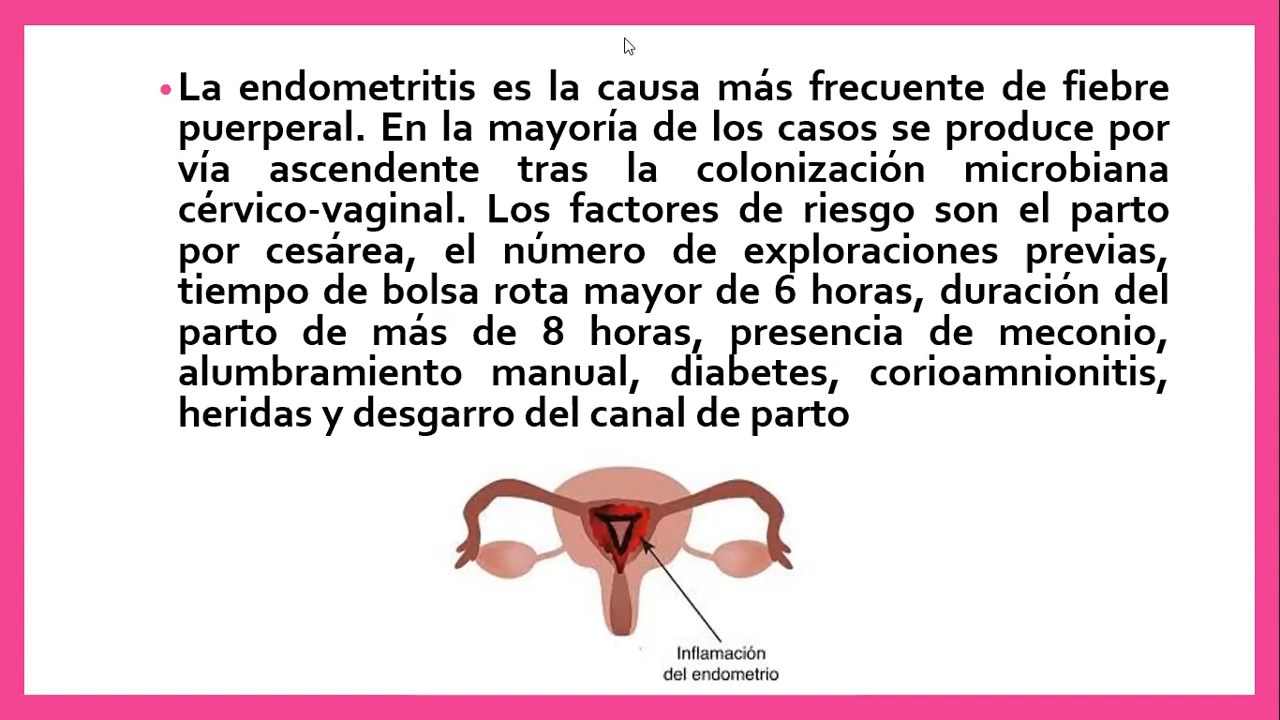 • La endometritis es la causa más frecuente de fiebre
puerperal. En la mayoría de los casos se produce por
vía ascendente tras la colonización microbiana
cérvico-vaginal. Los factores de riesgo son el parto
por cesárea, el número de exploraciones previas,
tiempo de bolsa rota mayor de 6 horas, duración del
parto de más de 8 horas, presencia de meconio,
alumbramiento manual, diabetes, corioamnionitis,
heridas y desgarro del canal de parto
Inflamación
del endometrio